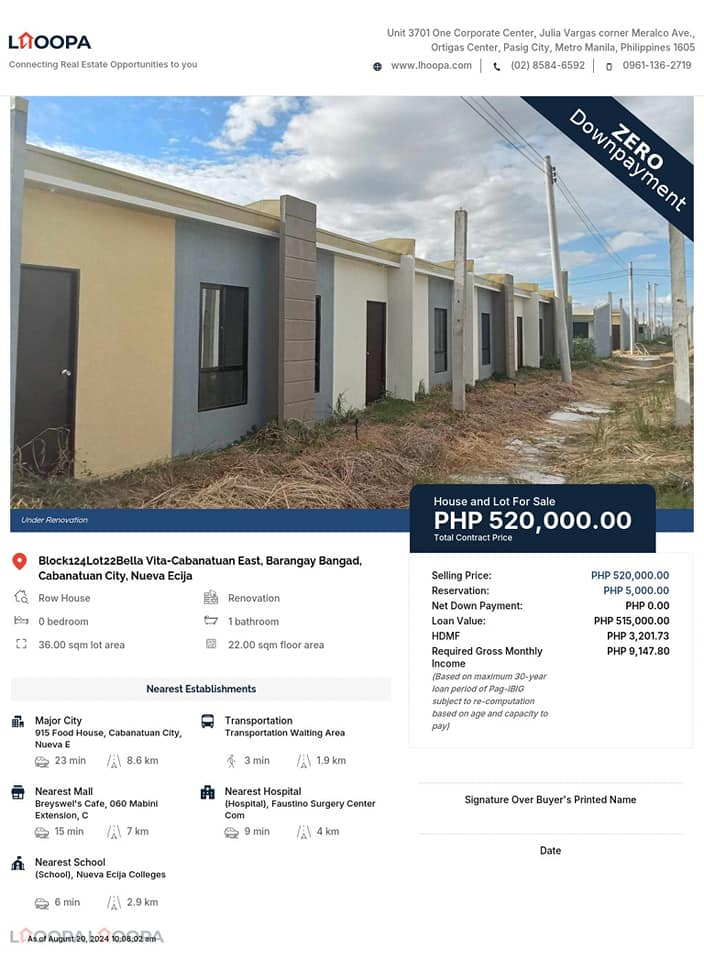 LHOOPA
Connecting Real Estate Opportunities to you
Unit 3701 One Corporate Center, Julia Vargas corner Meralco Ave.,
Ortigas Center, Pasig City, Metro Manila, Philippines 1605
www.lhoopa.com | (02) 8584-6592 | 0961-136-2719
ZERO
Downpayment
Under Renovation
House and Lot For Sale
PHP 520,000.00
Total Contract Price
Block124Lot22Bella Vita-Cabanatuan East, Barangay Bangad,
Cabanatuan City, Nueva Ecija
Row House
Renovation
0 bedroom
1 bathroom
36.00 sqm lot area
22.00 sqm floor area
Selling Price: PHP 520,000.00
Reservation: PHP 5,000.00
Net Down Payment: PHP 0.00
Loan Value: PHP 515,000.00
HDMF PHP 3,201.73
Required Gross Monthly PHP 9,147.80
Income
(Based on maximum 30-year
loan period of Pag-IBIG
subject to re-computation
based on age and capacity to
pay)
Nearest Establishments
Major City
915 Food House, Cabanatuan City,
Nueva E
23 min 8.6 km
Transportation
Transportation Waiting Area
3 min 1.9 km
Nearest Mall
Breyswel's Cafe, 060 Mabini
Extension, C
15 min 7 km
Nearest Hospital
(Hospital), Faustino Surgery Center
Com
9 min 4 km
Nearest School
(School), Nueva Ecija Colleges
6 min 2.9 km
Signature Over Buyer's Printed Name
Date
LHOOPA LHOOPA
As of August 20, 2024 10:08:02 am